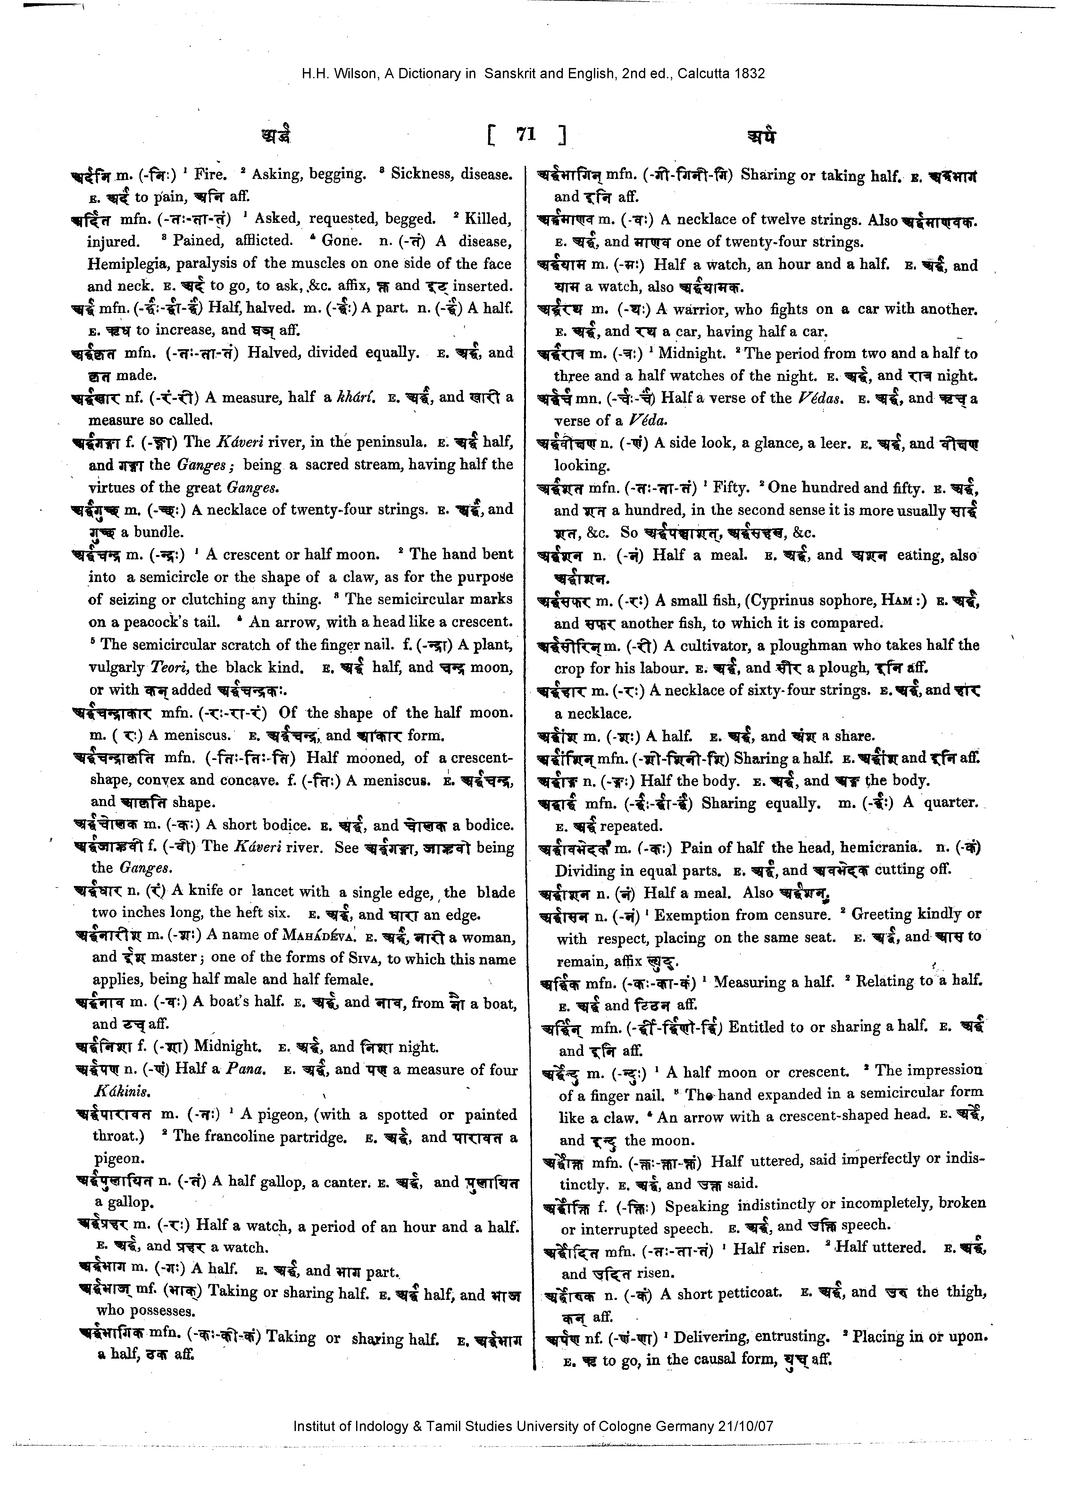 H.H. Wilson, A Dictionary in Sanskrit and English, 2nd ed., Calcutta 1832
अर्द्ध [ 71 ] अर्प
अर्दनि m. (-निः) ¹ Fire. ² Asking, begging. ³ Sickness, disease.
E. अर्द to pain, अनि aff.
अर्दित mfn. (-तः-ता-तं) ¹ Asked, requested, begged. ² Killed,
injured. ³ Pained, afflicted. ⁴ Gone. n. (-तं) A disease,
Hemiplegia, paralysis of the muscles on one side of the face
and neck. E. अर्द to go, to ask, &c. affix, क्त and इट् inserted.
अर्द्ध mfn. (-र्द्धः-र्द्धा-र्द्धं) Half, halved. m. (-र्द्धः) A part. n. (-र्द्धं) A half.
E. ऋध to increase, and घञ् aff.
अर्द्धकृत mfn. (-तः-ता-तं) Halved, divided equally. E. अर्द्ध, and
कृत made.
अर्द्धखार nf. (-रं-री) A measure, half a khárí. E. अर्द्ध, and खारी a
measure so called.
अर्द्धगङ्गा f. (-ङ्गा) The Káveri river, in the peninsula. E. अर्द्ध half,
and गङ्गा the Ganges; being a sacred stream, having half the
virtues of the great Ganges.
अर्द्धगुच्छ m. (-च्छः) A necklace of twenty-four strings. E. अर्द्ध, and
गुच्छ a bundle.
अर्द्धचन्द्र m. (-न्द्रः) ¹ A crescent or half moon. ² The hand bent
into a semicircle or the shape of a claw, as for the purpose
of seizing or clutching any thing. ³ The semicircular marks
on a peacock's tail. ⁴ An arrow, with a head like a crescent.
⁵ The semicircular scratch of the finger nail. f. (-न्द्रा) A plant,
vulgarly Teori, the black kind. E. अर्द्ध half, and चन्द्र moon,
or with कन् added अर्द्धचन्द्रकः.
अर्द्धचन्द्राकार mfn. (-रः-रा-रं) Of the shape of the half moon.
m. ( रः) A meniscus. E. अर्द्धचन्द्र, and आकार form.
अर्द्धचन्द्राकृति mfn. (-तिः-तिः-ति) Half mooned, of a crescent-
shape, convex and concave. f. (-तिः) A meniscus. E. अर्द्धचन्द्र,
and आकृति shape.
अर्द्धचोलक m. (-कः) A short bodice. E. अर्द्ध, and चोलक a bodice.
अर्द्धजाह्नवी f. (-वी) The Káveri river. See अर्द्धगङ्गा, जाह्नवी being
the Ganges.
अर्द्धधार n. (रं) A knife or lancet with a single edge, the blade
two inches long, the heft six. E. अर्द्ध, and धारा an edge.
अर्द्धनारीश m. (-शः) A name of MAHÁDÉVA. E. अर्द्ध, नारी a woman,
and ईश master; one of the forms of SIVA, to which this name
applies, being half male and half female.
अर्द्धनाव m. (-वः) A boat's half. E. अर्द्ध, and नाव, from नौ a boat,
and टच् aff.
अर्द्धनिशा f. (-शा) Midnight. E. अर्द्ध, and निशा night.
अर्द्धपण n. (-णं) Half a Pana. E. अर्द्ध, and पण a measure of four
Kákinis.
अर्द्धपारावत m. (-तः) ¹ A pigeon, (with a spotted or painted
throat.) ² The francoline partridge. E. अर्द्ध, and पारावत a
pigeon.
अर्द्धपुलायित n. (-तं) A half gallop, a canter. E. अर्द्ध, and पुलायित
a gallop.
अर्द्धप्रहर m. (-रः) Half a watch, a period of an hour and a half.
E. अर्द्ध, and प्रहर a watch.
अर्द्धभाग m. (-गः) A half. E. अर्द्ध, and भाग part.
अर्द्धभाज् mf. (भाक्) Taking or sharing half. E. अर्द्ध half, and भाज
who possesses.
अर्द्धभागिक mfn. (-कः-की-कं) Taking or sharing half. E. अर्द्धभाग
a half, ठक aff.
अर्द्धभागिन् mfn. (-गी-गिनी-गि) Sharing or taking half. E. अर्द्धभाग
and इनि aff.
अर्द्धमाणव m. (-वः) A necklace of twelve strings. Also अर्द्धमाणवक.
E. अर्द्ध, and माणव one of twenty-four strings.
अर्द्धयाम m. (-मः) Half a watch, an hour and a half. E. अर्द्ध, and
याम a watch, also अर्द्धयामक.
अर्द्धरथ m. (-थः) A warrior, who fights on a car with another.
E. अर्द्ध, and रथ a car, having half a car.
अर्द्धरात्र m. (-त्रः) ¹ Midnight. ² The period from two and a half to
three and a half watches of the night. E. अर्द्ध, and रात्र night.
अर्द्धर्च mn. (-र्चः-र्चं) Half a verse of the Védas. E. अर्द्ध, and ऋच् a
verse of a Véda.
अर्द्धवीक्षण n. (-णं) A side look, a glance, a leer. E. अर्द्ध, and वीक्षण
looking.
अर्द्धशत mfn. (-तः-ता-तं) ¹ Fifty. ² One hundred and fifty. E. अर्द्ध,
and शत a hundred, in the second sense it is more usually सार्द्ध
शत, &c. So अर्द्धपञ्चाशत्, अर्द्धसहस्र, &c.
अर्द्धशन n. (-नं) Half a meal. E. अर्द्ध, and अशन eating, also
अर्द्धाशन.
अर्द्धसफर m. (-रः) A small fish, (Cyprinus sophore, HAM:) E. अर्द्ध,
and सफर another fish, to which it is compared.
अर्द्धसीरिन् m. (-री) A cultivator, a ploughman who takes half the
crop for his labour. E. अर्द्ध, and सीर a plough, इनि aff.
अर्द्धहार m. (-रः) A necklace of sixty-four strings. E. अर्द्ध, and हार
a necklace.
अर्द्धांश m. (-शः) A half. E. अर्द्ध, and अंश a share.
अर्द्धांशिन् mfn. (-शी-शिनी-शि) Sharing a half. E. अर्द्धांश and इनि aff.
अर्द्धाङ्ग n. (-ङ्गः) Half the body. E. अर्द्ध, and अङ्ग the body.
अर्द्धार्द्ध mfn. (-र्द्धः-र्द्धा-र्द्धं) Sharing equally. m. (-र्द्धः) A quarter.
E. अर्द्ध repeated.
अर्द्धावभेदक m. (-कः) Pain of half the head, hemicrania. n. (-कं)
Dividing in equal parts. E. अर्द्ध, and अवभेदक cutting off.
अर्द्धाशन n. (नं) Half a meal. Also अर्द्धशन.
अर्द्धासन n. (-नं) ¹ Exemption from censure. ² Greeting kindly or
with respect, placing on the same seat. E. अर्द्ध, and आस to
remain, affix ल्युट्.
अर्द्धिक mfn. (-कः-का-कं) ¹ Measuring a half. ² Relating to a half.
E. अर्द्ध and टिठन aff.
अर्द्धिन् mfn. (-र्द्धी-र्द्धिणी-र्द्धि) Entitled to or sharing a half. E. अर्द्ध
and इनि aff.
अर्द्धेन्दु m. (-न्दुः) ¹ A half moon or crescent. ² The impression
of a finger nail. ³ The hand expanded in a semicircular form
like a claw. ⁴ An arrow with a crescent-shaped head. E. अर्द्ध,
and इन्दु the moon.
अर्द्धोक्त mfn. (-क्तः-क्ता-क्तं) Half uttered, said imperfectly or indis-
tinctly. E. अर्द्ध, and उक्त said.
अर्द्धोक्ति f. (-क्तिः) Speaking indistinctly or incompletely, broken
or interrupted speech. E. अर्द्ध, and उक्ति speech.
अर्द्धोदित mfn. (-तः-ता-तं) ¹ Half risen. ² Half uttered. E. अर्द्ध,
and उदित risen.
अर्द्धोरुक n. (-कं) A short petticoat. E. अर्द्ध, and उरु the thigh,
कन् aff.
अर्पण nf. (-णं-णा) ¹ Delivering, entrusting. ² Placing in or upon.
E. ऋ to go, in the causal form, युच् aff.
Institut of Indology & Tamil Studies University of Cologne Germany 21/10/07